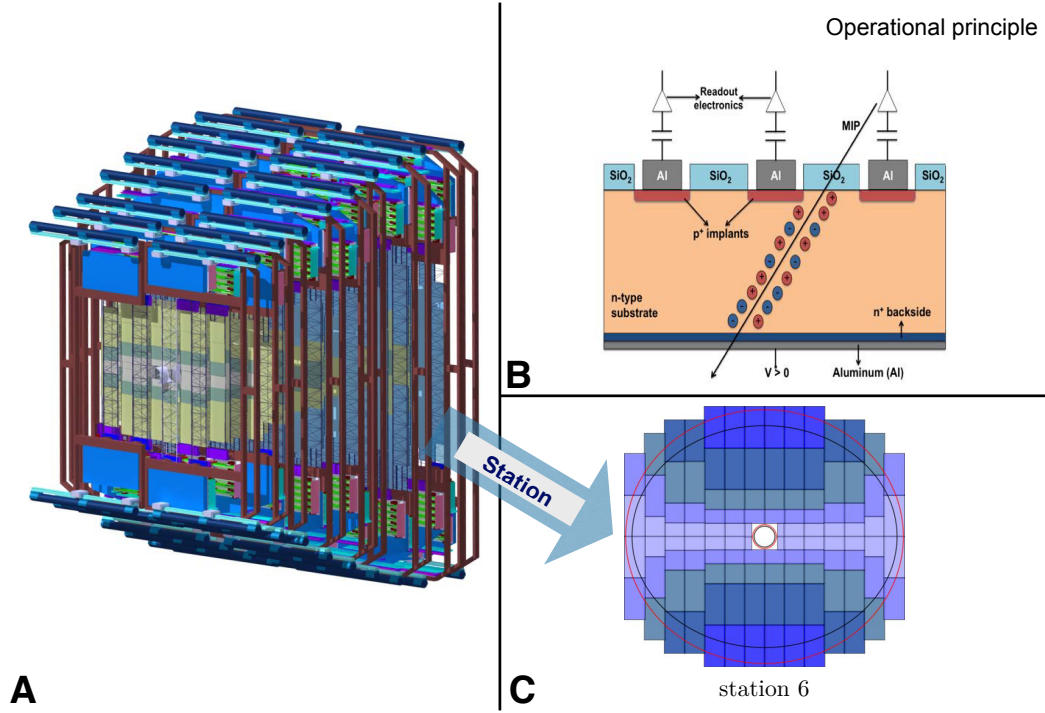 Operational principle
Readout
electronics
MIP
SiO2
Al
SiO2
Al
SiO2
Al
SiO2
p+ implants
n-type
substrate
n+ backside
V > 0
Aluminum (Al)
+
-
+
-
+
-
+
-
+
-
+
-
+
-
-
+
B
Station
A
C
station 6